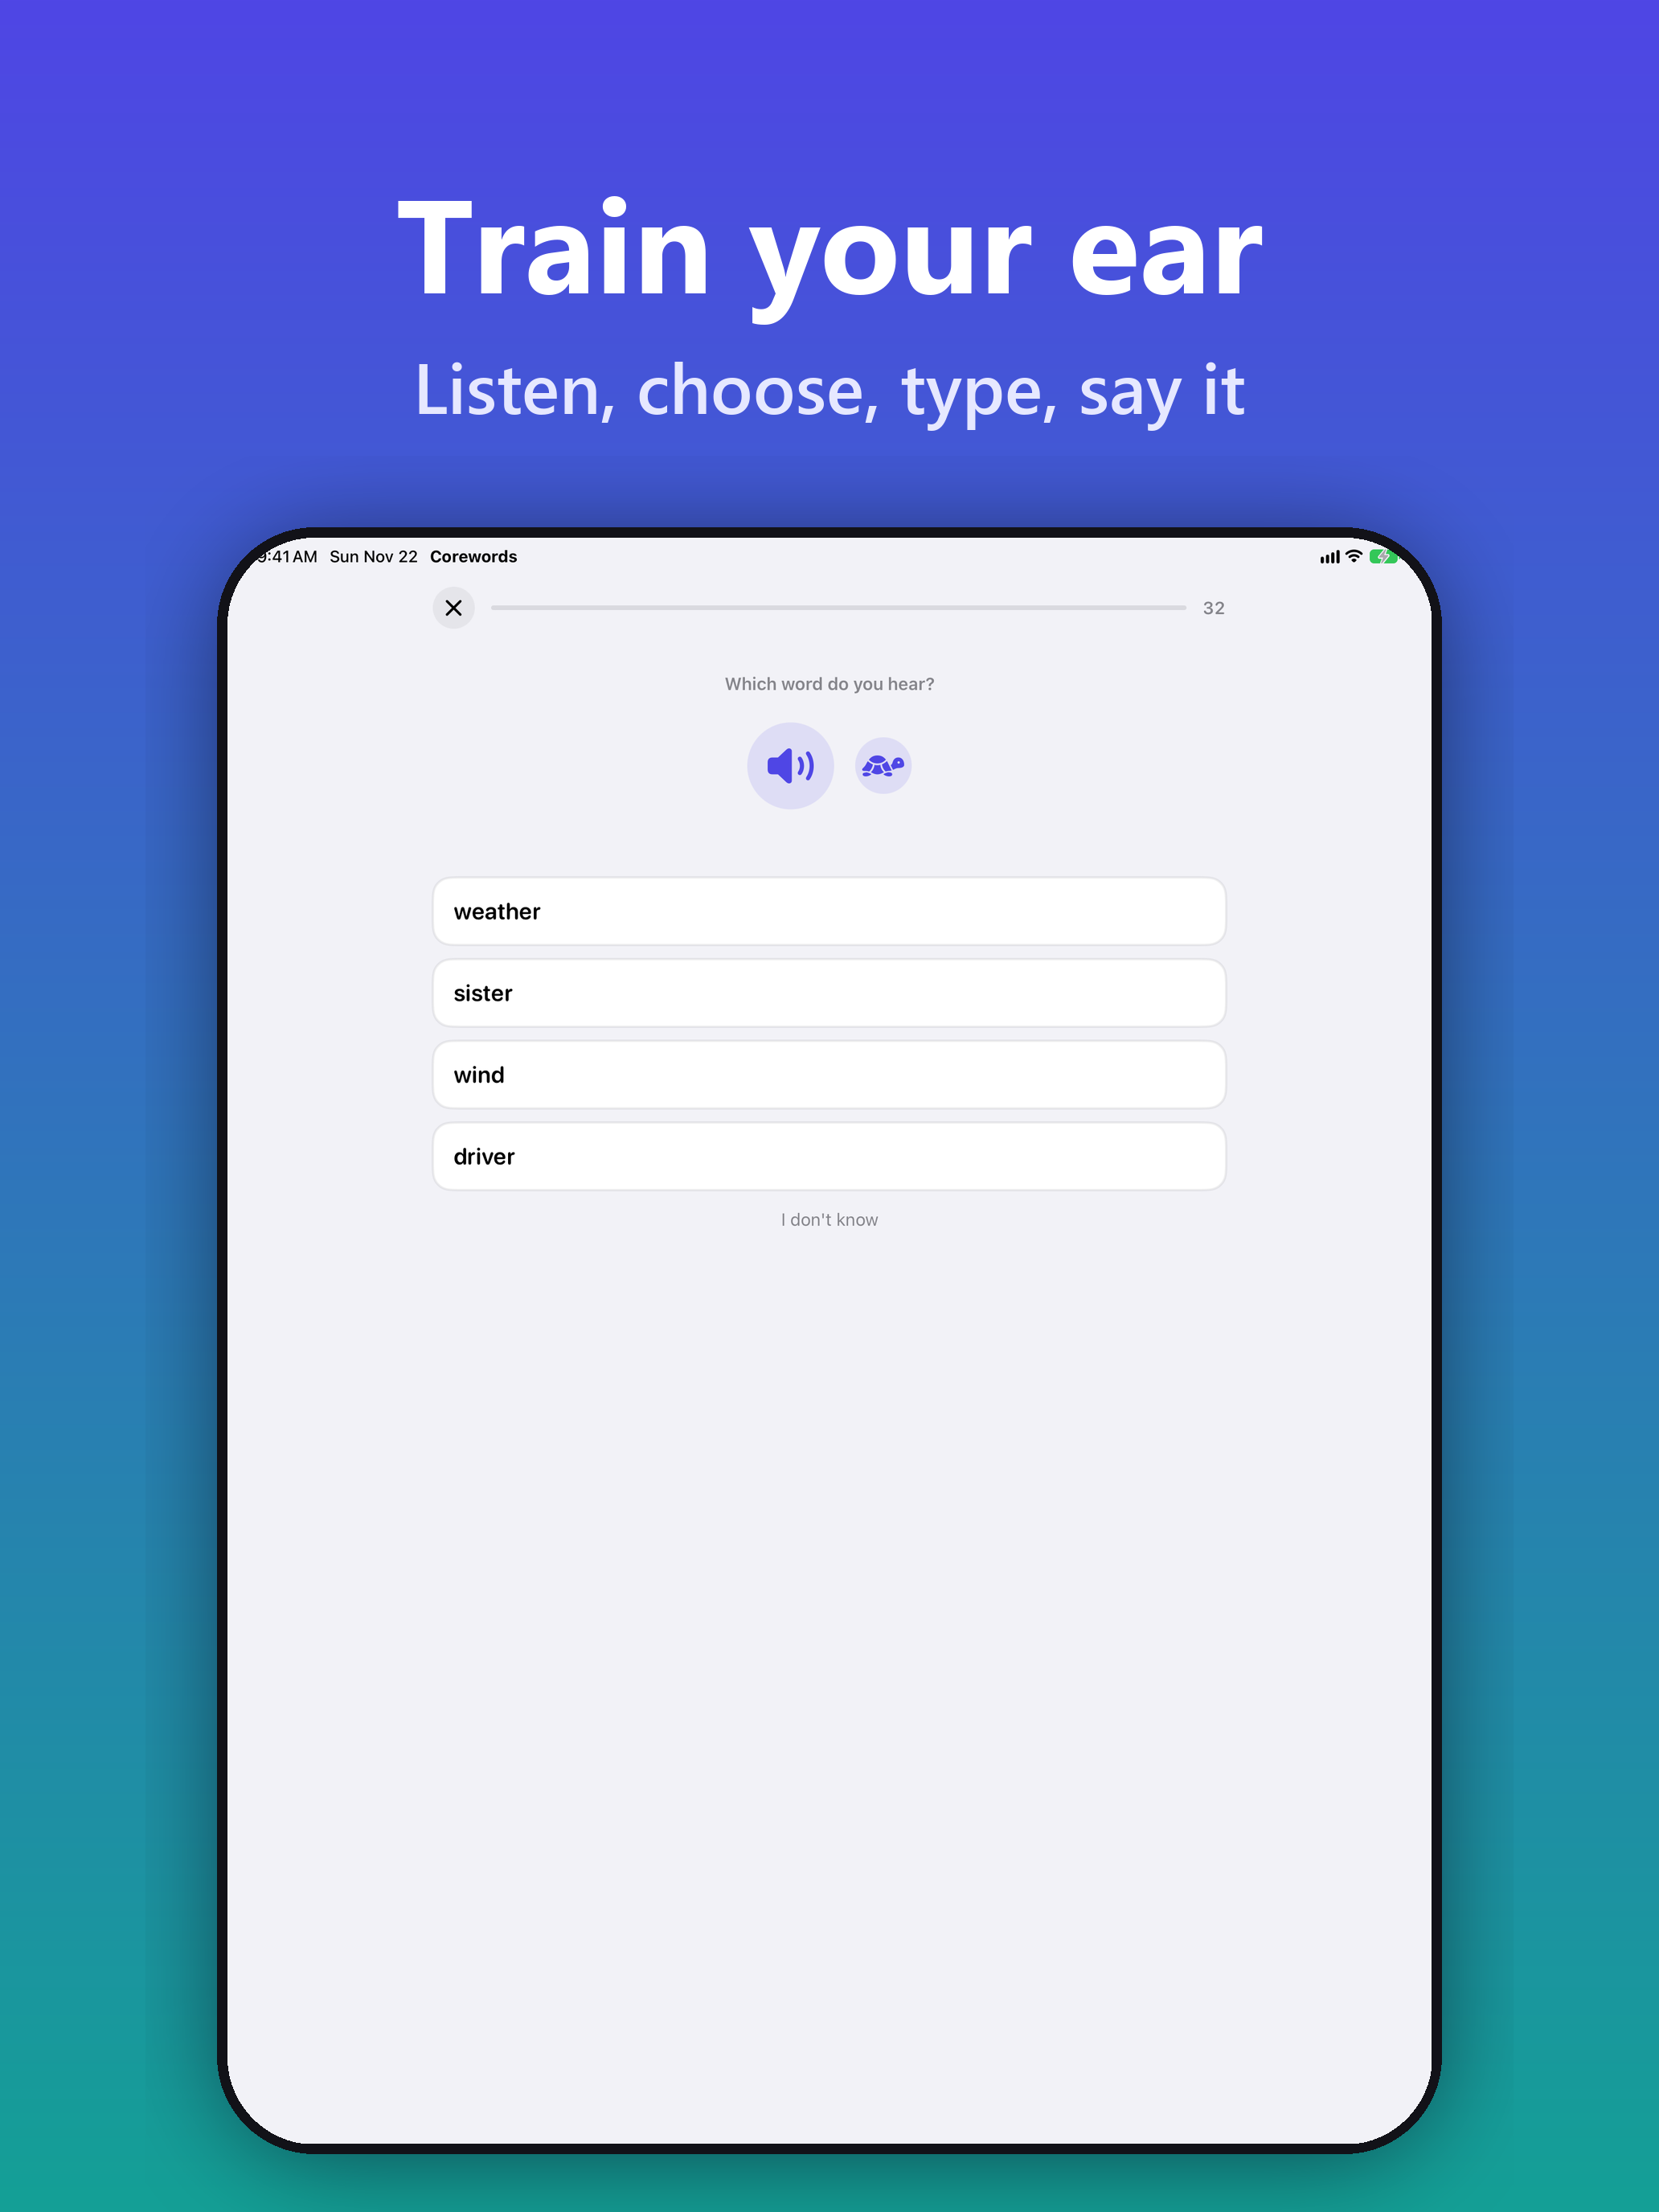 Train your ear
Listen, choose, type, say it
9:41 AM Sun Nov 22 Corewords
32
Which word do you hear?
weather
sister
wind
driver
I don't know